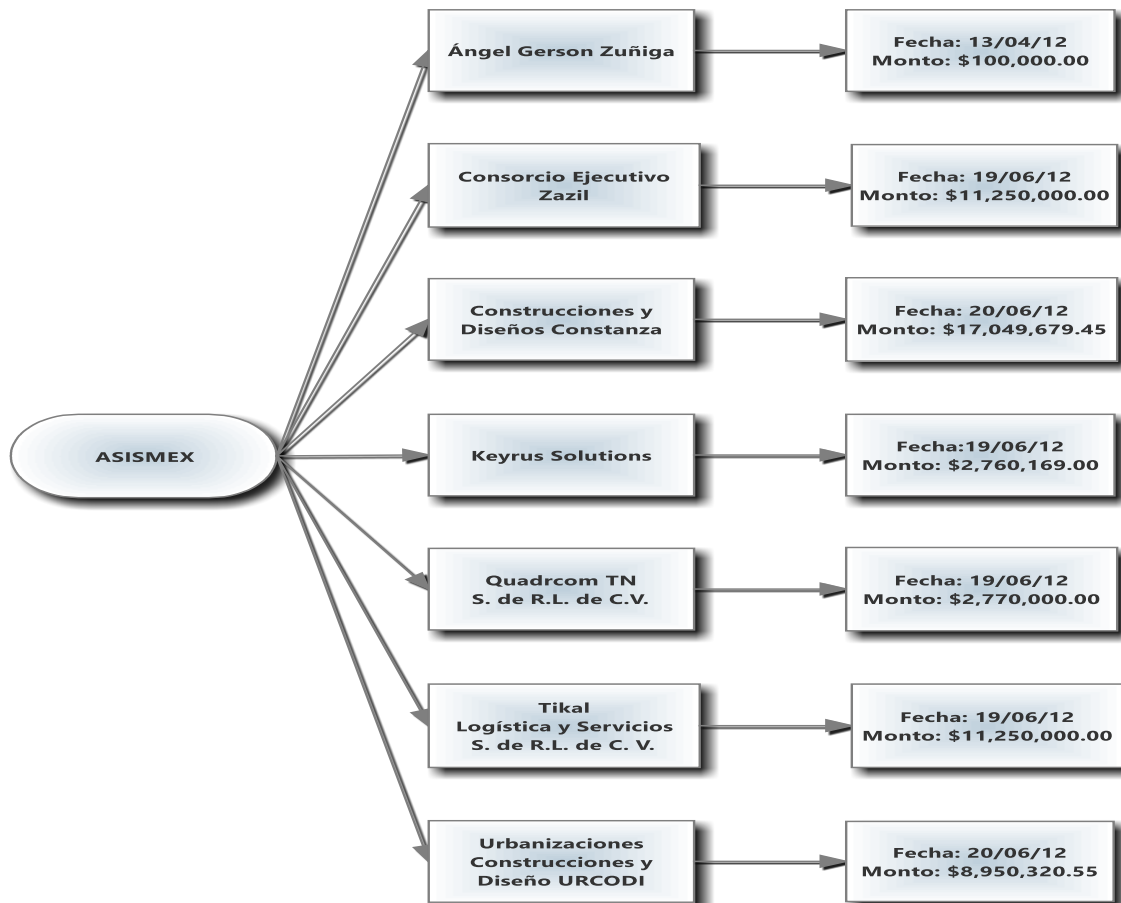 Ángel Gerson Zuñiga
Fecha: 13/04/12
Monto: $100,000.00
Consorcio Ejecutivo
Zazil
Fecha: 19/06/12
Monto: $11,250,000.00
Construcciones y
Diseños Constanza
Fecha: 20/06/12
Monto: $17,049,679.45
ASISMEX
Keyrus Solutions
Fecha:19/06/12
Monto: $2,760,169.00
Quadrcom TN
S. de R.L. de C.V.
Fecha: 19/06/12
Monto: $2,770,000.00
Tikal
Logística y Servicios
S. de R.L. de C. V.
Fecha: 19/06/12
Monto: $11,250,000.00
Urbanizaciones
Construcciones y
Diseño URCODI
Fecha: 20/06/12
Monto: $8,950,320.55